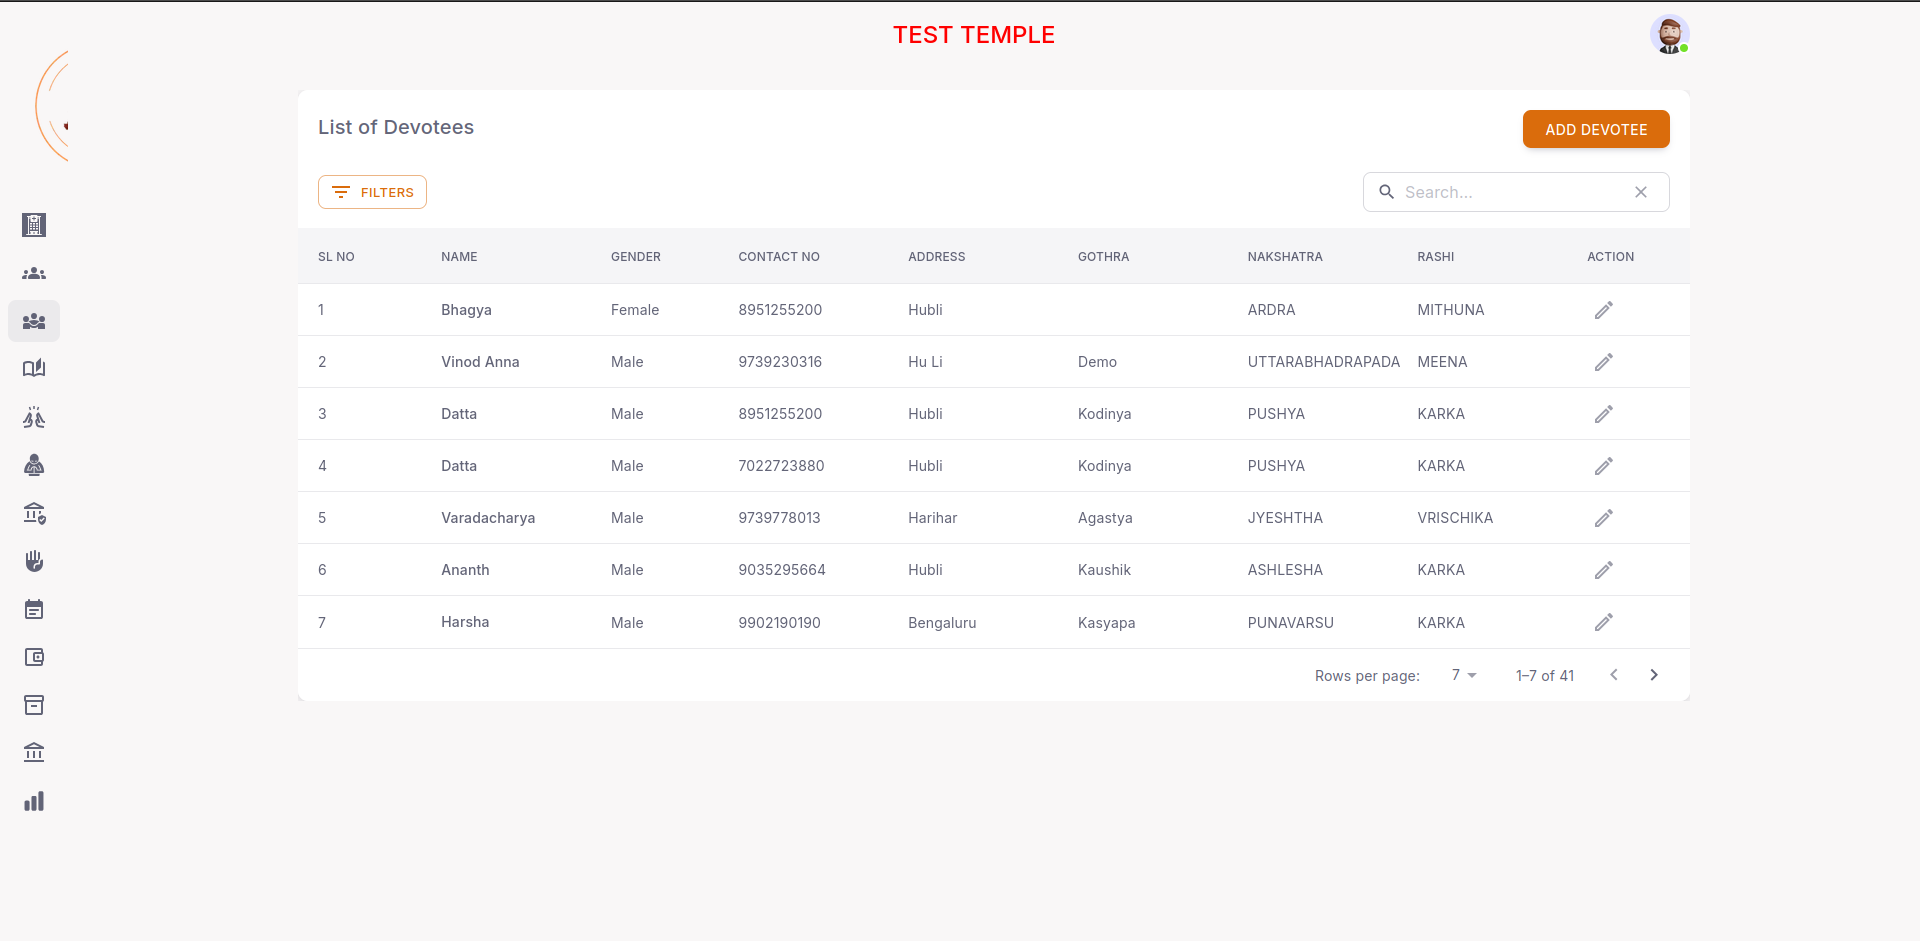 TEST TEMPLE
List of Devotees
ADD DEVOTEE
FILTERS
Search...
SL NO NAME GENDER CONTACT NO ADDRESS GOTHRA NAKSHATRA RASHI ACTION
1 Bhagya Female 8951255200 Hubli ARDRA MITHUNA
2 Vinod Anna Male 9739230316 Hu Li Demo UTTARABHADRAPADA MEENA
3 Datta Male 8951255200 Hubli Kodinya PUSHYA KARKA
4 Datta Male 7022723880 Hubli Kodinya PUSHYA KARKA
5 Varadacharya Male 9739778013 Harihar Agastya JYESHTHA VRISCHIKA
6 Ananth Male 9035295664 Hubli Kaushik ASHLESHA KARKA
7 Harsha Male 9902190190 Bengaluru Kasyapa PUNAVARSU KARKA
Rows per page: 7 1–7 of 41